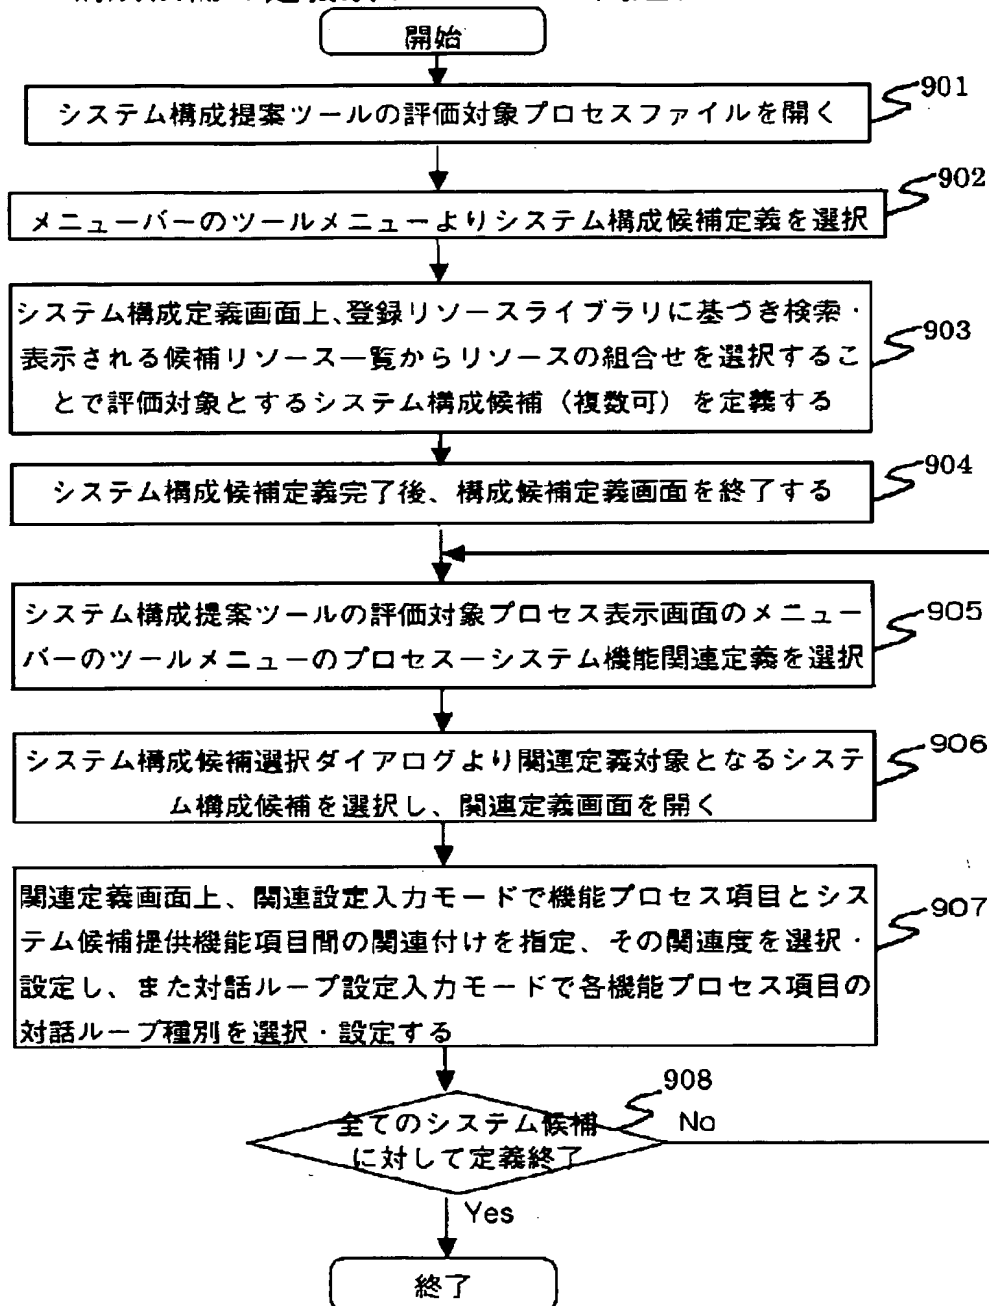 開始
901
システム構成提案ツールの評価対象プロセスファイルを開く
902
メニューバーのツールメニューよりシステム構成候補定義を選択
システム構成定義画面上、登録リソースライブラリに基づき検索・
表示される候補リソース一覧からリソースの組合せを選択するこ
とで評価対象とするシステム構成候補（複数可）を定義する
903
904
システム構成候補定義完了後、構成候補定義画面を終了する
システム構成提案ツールの評価対象プロセス表示画面のメニュー
バーのツールメニューのプロセスーシステム機能関連定義を選択
905
システム構成候補選択ダイアログより関連定義対象となるシステ
ム構成候補を選択し、関連定義画面を開く
906
関連定義画面上、関連設定入力モードで機能プロセス項目とシス
テム候補提供機能項目間の関連付けを指定、その関連度を選択・
設定し、また対話ループ設定入力モードで各機能プロセス項目の
対話ループ種別を選択・設定する
907
908
全てのシステム候補
に対して定義終了
No
Yes
終了